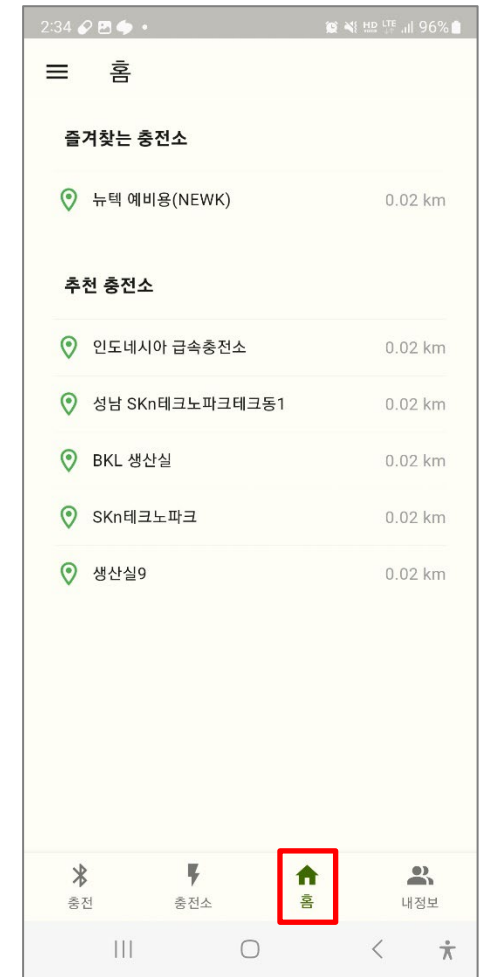 2:34 HD LTE 96%
홈
즐겨찾는 충전소
뉴텍 예비용(NEWK) 0.02 km
추천 충전소
인도네시아 급속충전소 0.02 km
성남 SKn테크노파크테크동1 0.02 km
BKL 생산실 0.02 km
SKn테크노파크 0.02 km
생산실9 0.02 km
충전 충전소 홈 내정보